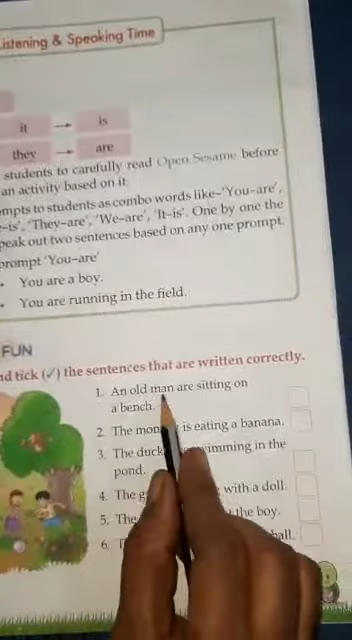 istening & Speaking Time
it → is
they → are
students to carefully read Open Sesame before
an activity based on it.
mpts to students as combo words like–'You–are',
–is', 'They–are', 'We–are', 'It–is'. One by one the
peak out two sentences based on any one prompt.
prompt 'You–are'
You are a boy.
You are running in the field.
FUN
nd tick (✓) the sentences that are written correctly.
1. An old man are sitting on
a bench.
2. The mon is eating a banana.
3. The duck imming in the
pond.
4. The g with a doll.
5. The the boy.
6. T ball.